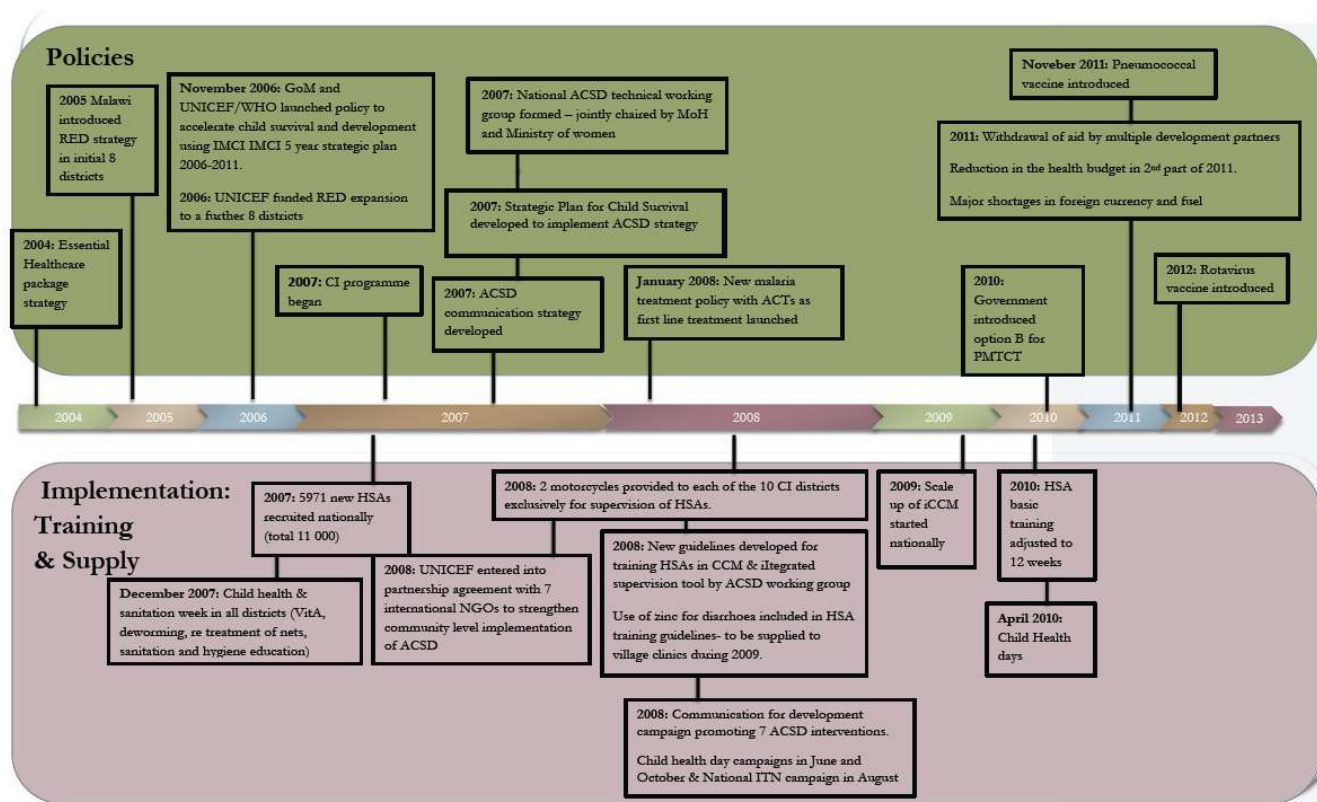 Policies
2004: Essential
Healthcare
package
strategy
2005 Malawi
introduced
RED strategy
in initial 8
districts
November 2006: GoM and
UNICEF/WHO launched policy to
accelerate child survival and development
using IMCI IMCI 5 year strategic plan
2006-2011.
2006: UNICEF funded RED expansion
to a further 8 districts
2007: CI programme
began
2007: National ACSD technical working
group formed – jointly chaired by MoH
and Ministry of women
2007: Strategic Plan for Child Survival
developed to implement ACSD strategy
2007: ACSD
communication strategy
developed
January 2008: New malaria
treatment policy with ACTs as
first line treatment launched
2010:
Government
introduced
option B for
PMTCT
Noveber 2011: Pneumococcal
vaccine introduced
2011: Withdrawal of aid by multiple development partners
Reduction in the health budget in 2nd part of 2011.
Major shortages in foreign currency and fuel
2012: Rotavirus
vaccine introduced
2004
2005
2006
2007
2008
2009
2010
2011
2012
2013
Implementation:
Training
& Supply
2007: 5971 new HSAs
recruited nationally
(total 11 000)
December 2007: Child health &
sanitation week in all districts (VitA,
deworming, re treatment of nets,
sanitation and hygiene education)
2008: 2 motorcycles provided to each of the 10 CI districts
exclusively for supervision of HSAs.
2008: UNICEF entered into
partnership agreement with 7
international NGOs to strengthen
community level implementation
of ACSD
2008: New guidelines developed for
training HSAs in CCM & iItegrated
supervision tool by ACSD working group
Use of zinc for diarrhoea included in HSA
training guidelines- to be supplied to
village clinics during 2009.
2008: Communication for development
campaign promoting 7 ACSD interventions.
Child health day campaigns in June and
October & National ITN campaign in August
2009: Scale
up of iCCM
started
nationally
2010: HSA
basic
training
adjusted to
12 weeks
April 2010:
Child Health
days